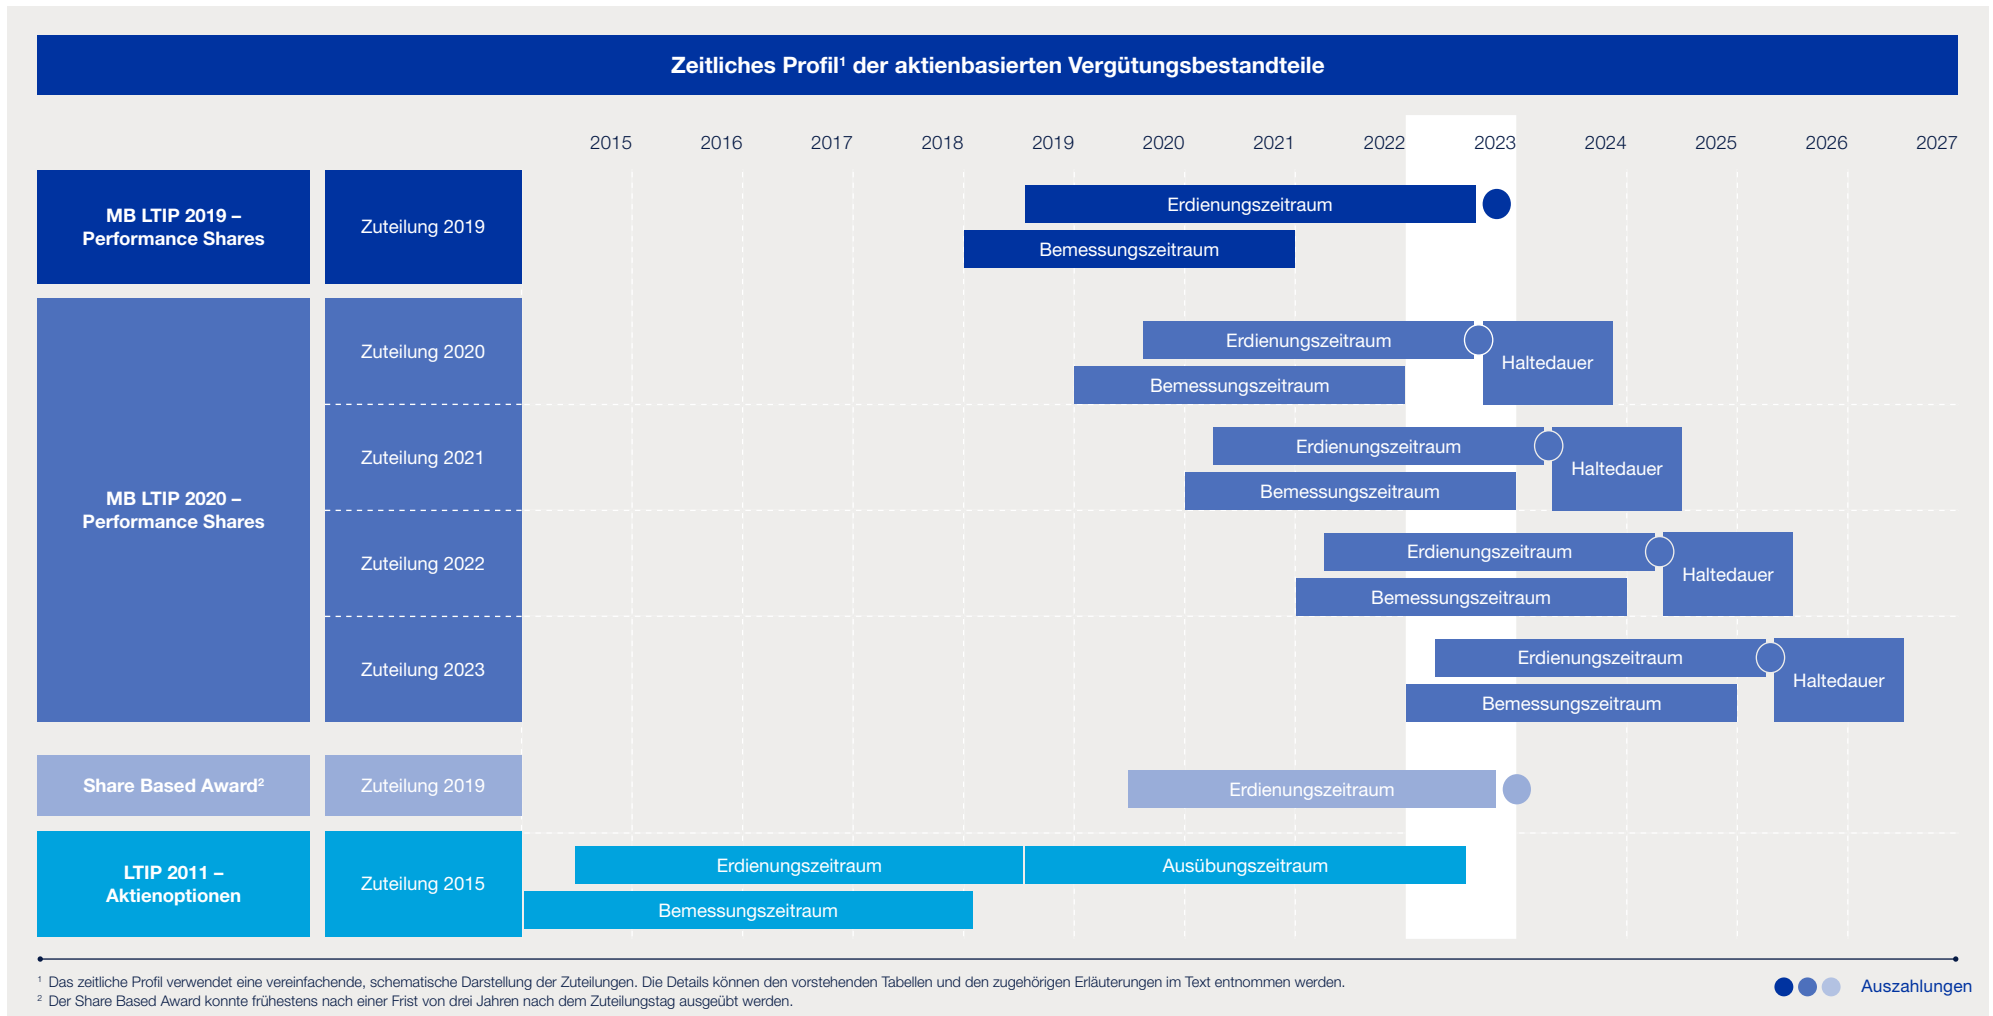 Zeitliches Profil¹ der aktienbasierten Vergütungsbestandteile
2015 2016 2017 2018 2019 2020 2021 2022 2023 2024 2025 2026 2027
MB LTIP 2019 –
Performance Shares
Zuteilung 2019
Erdienungszeitraum
Bemessungszeitraum
MB LTIP 2020 –
Performance Shares
Zuteilung 2020
Erdienungszeitraum
Haltedauer
Bemessungszeitraum
Zuteilung 2021
Erdienungszeitraum
Haltedauer
Bemessungszeitraum
Zuteilung 2022
Erdienungszeitraum
Haltedauer
Bemessungszeitraum
Zuteilung 2023
Erdienungszeitraum
Haltedauer
Bemessungszeitraum
Share Based Award²
Zuteilung 2019
Erdienungszeitraum
LTIP 2011 –
Aktienoptionen
Zuteilung 2015
Erdienungszeitraum
Ausübungszeitraum
Bemessungszeitraum
¹ Das zeitliche Profil verwendet eine vereinfachende, schematische Darstellung der Zuteilungen. Die Details können den vorstehenden Tabellen und den zugehörigen Erläuterungen im Text entnommen werden.
² Der Share Based Award konnte frühestens nach einer Frist von drei Jahren nach dem Zuteilungstag ausgeübt werden.
Auszahlungen